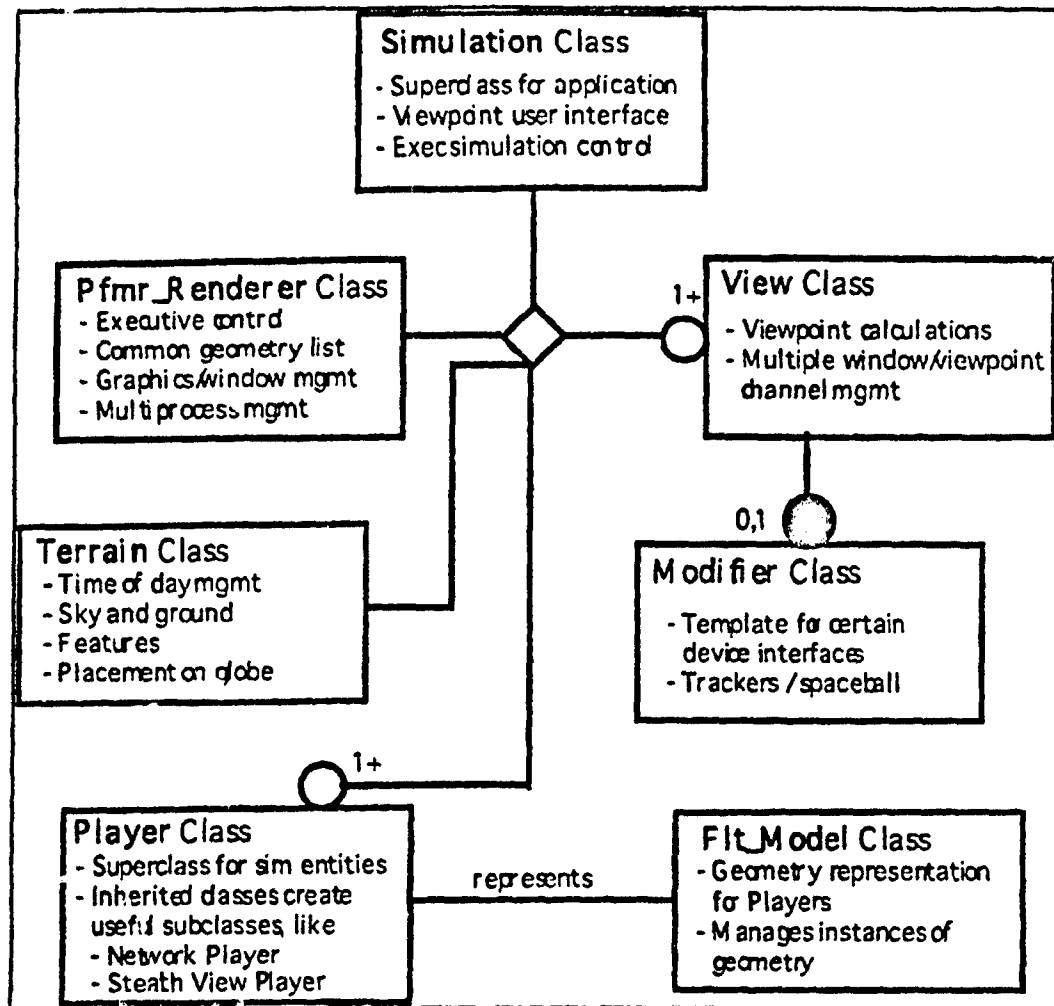 Simulation Class
- Superclass for application
- Viewpoint user interface
- Exec simulation control
Pfmr_Renderer Class
- Executive control
- Common geometry list
- Graphics/window mgmt
- Multiprocess mgmt
1+
View Class
- Viewpoint calculations
- Multiple window/viewpoint
channel mgmt
0,1
Modifier Class
- Template for certain
device interfaces
- Trackers / spaceball
Terrain Class
- Time of day mgmt
- Sky and ground
- Features
- Placement on globe
1+
Player Class
- Superclass for sim entities
- Inherited classes create
useful subclasses, like
- Network Player
- Steath View Player
represents
Flt_Model Class
- Geometry representation
for Players
- Manages instances of
geometry